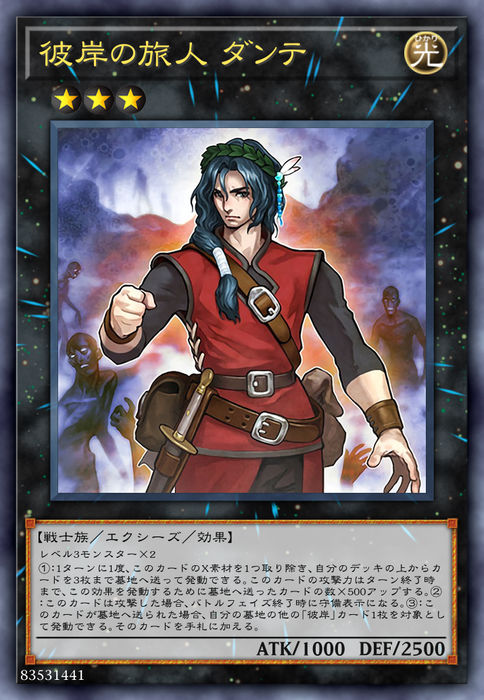 彼岸の旅人 ダンテ
ひかり
光
【戦士族／エクシーズ／効果】
レベル3モンスター×2
①:1ターンに1度、このカードのX素材を1つ取り除き、自分のデッキの上からカ
ードを3枚まで墓地へ送って発動できる。このカードの攻撃力はターン終了時
まで、この効果を発動するために墓地へ送ったカードの数×500アップする。②
:このカードは攻撃した場合、バトルフェイズ終了時に守備表示になる。③:こ
のカードが墓地へ送られた場合、自分の墓地の他の「彼岸」カード1枚を対象と
して発動できる。そのカードを手札に加える。
ATK/1000 DEF/2500
83531441